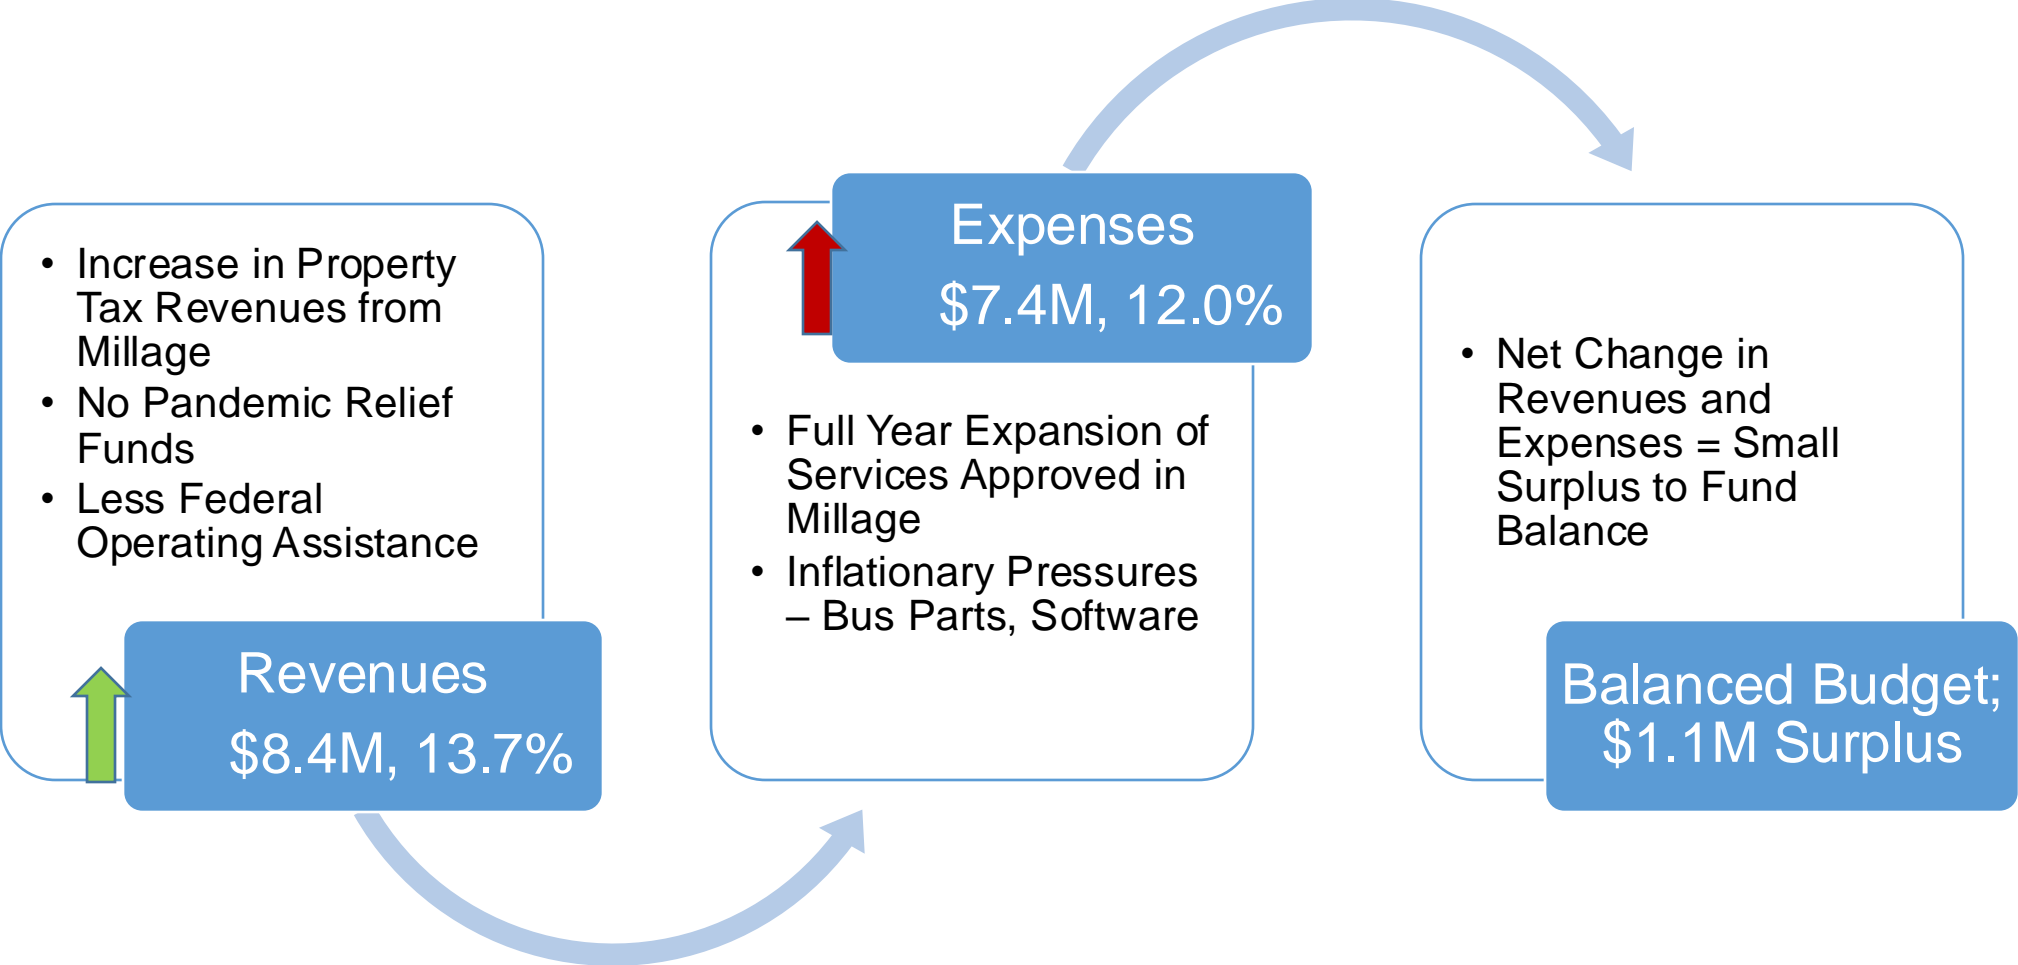 • Increase in Property
Tax Revenues from
Millage
• No Pandemic Relief
Funds
• Less Federal
Operating Assistance
Revenues
$8.4M, 13.7%
Expenses
$7.4M, 12.0%
• Full Year Expansion of
Services Approved in
Millage
• Inflationary Pressures
– Bus Parts, Software
• Net Change in
Revenues and
Expenses = Small
Surplus to Fund
Balance
Balanced Budget;
$1.1M Surplus